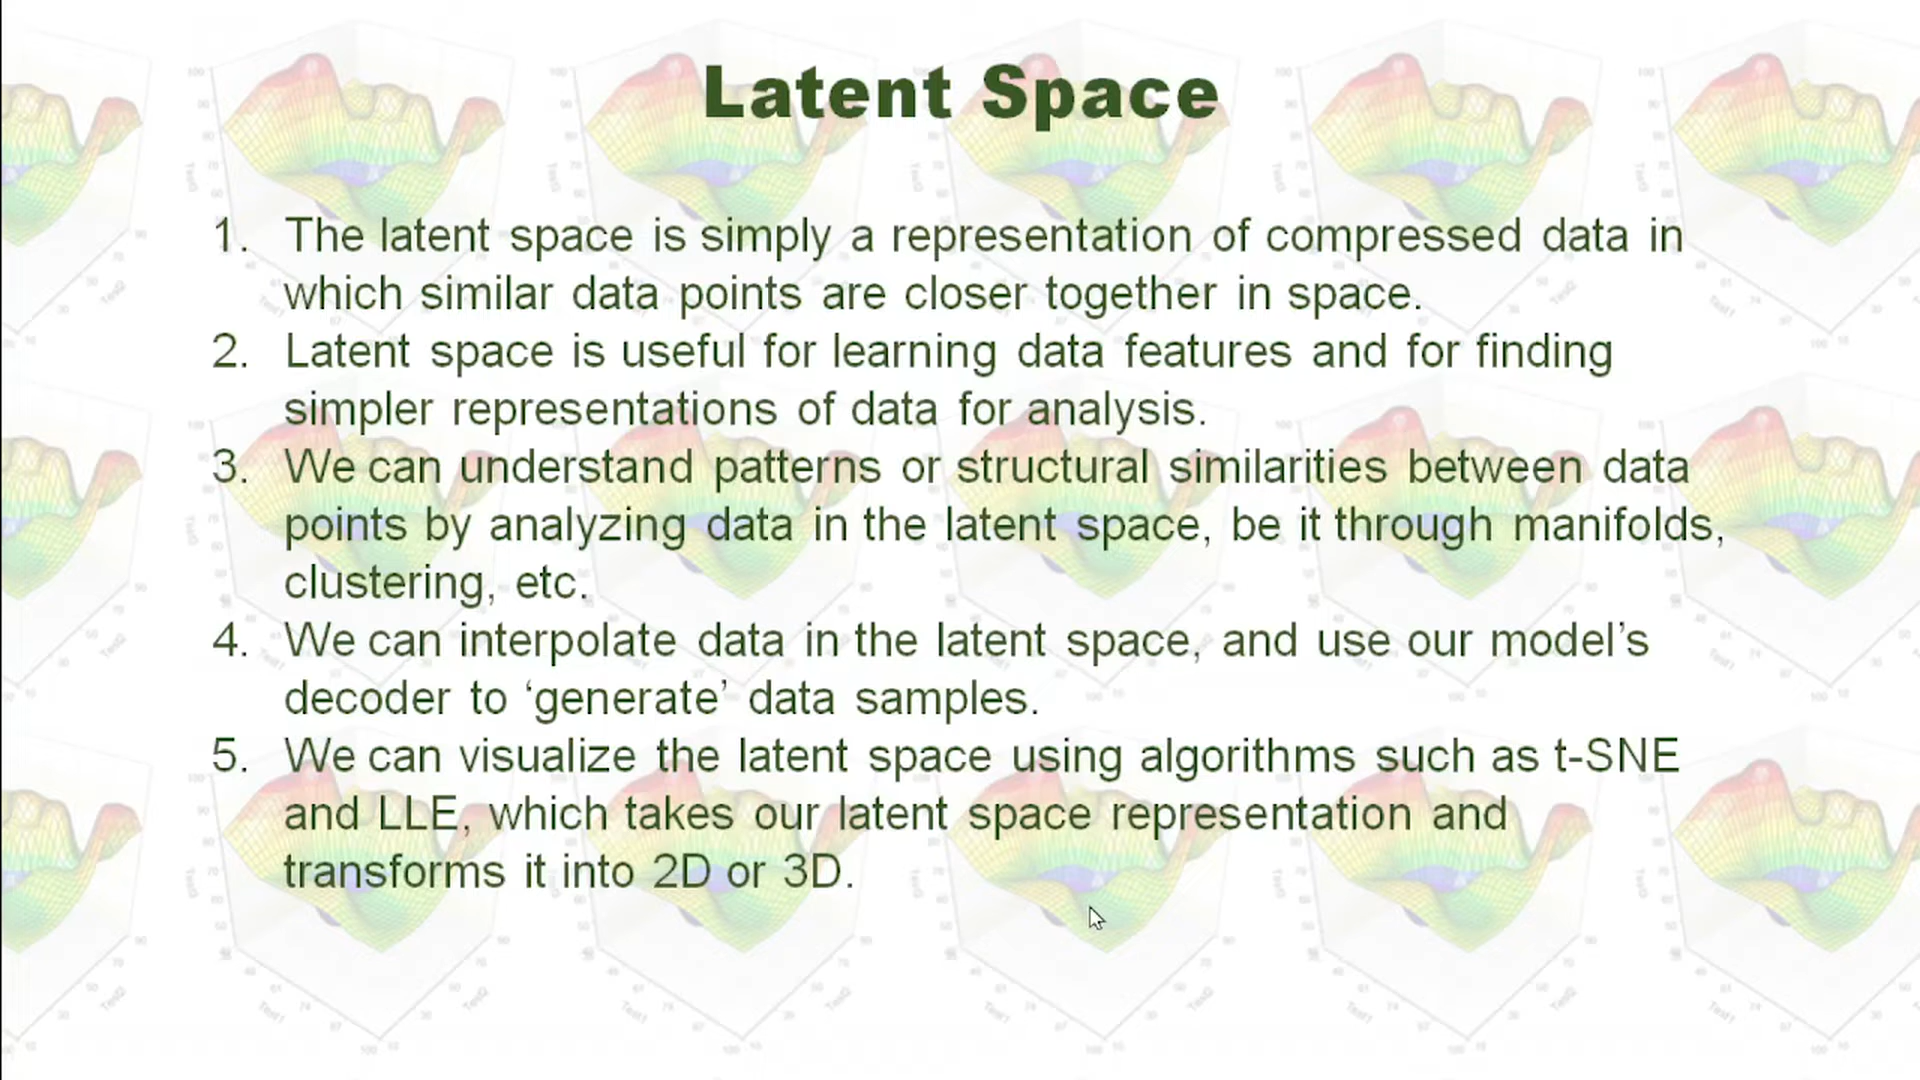 Latent Space
1. The latent space is simply a representation of compressed data in
which similar data points are closer together in space.
2. Latent space is useful for learning data features and for finding
simpler representations of data for analysis.
3. We can understand patterns or structural similarities between data
points by analyzing data in the latent space, be it through manifolds,
clustering, etc.
4. We can interpolate data in the latent space, and use our model’s
decoder to ‘generate’ data samples.
5. We can visualize the latent space using algorithms such as t-SNE
and LLE, which takes our latent space representation and
transforms it into 2D or 3D.